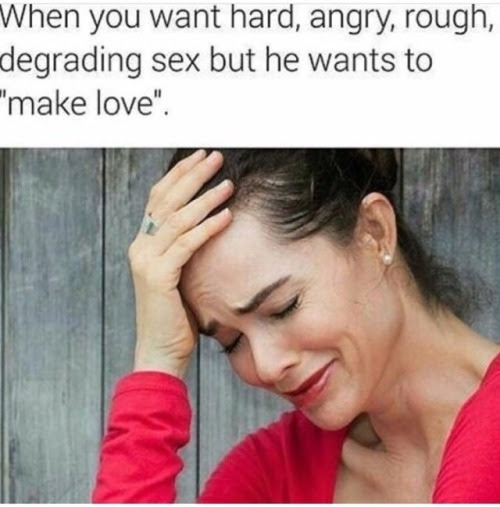 When you want hard, angry, rough,
degrading sex but he wants to
"make love".